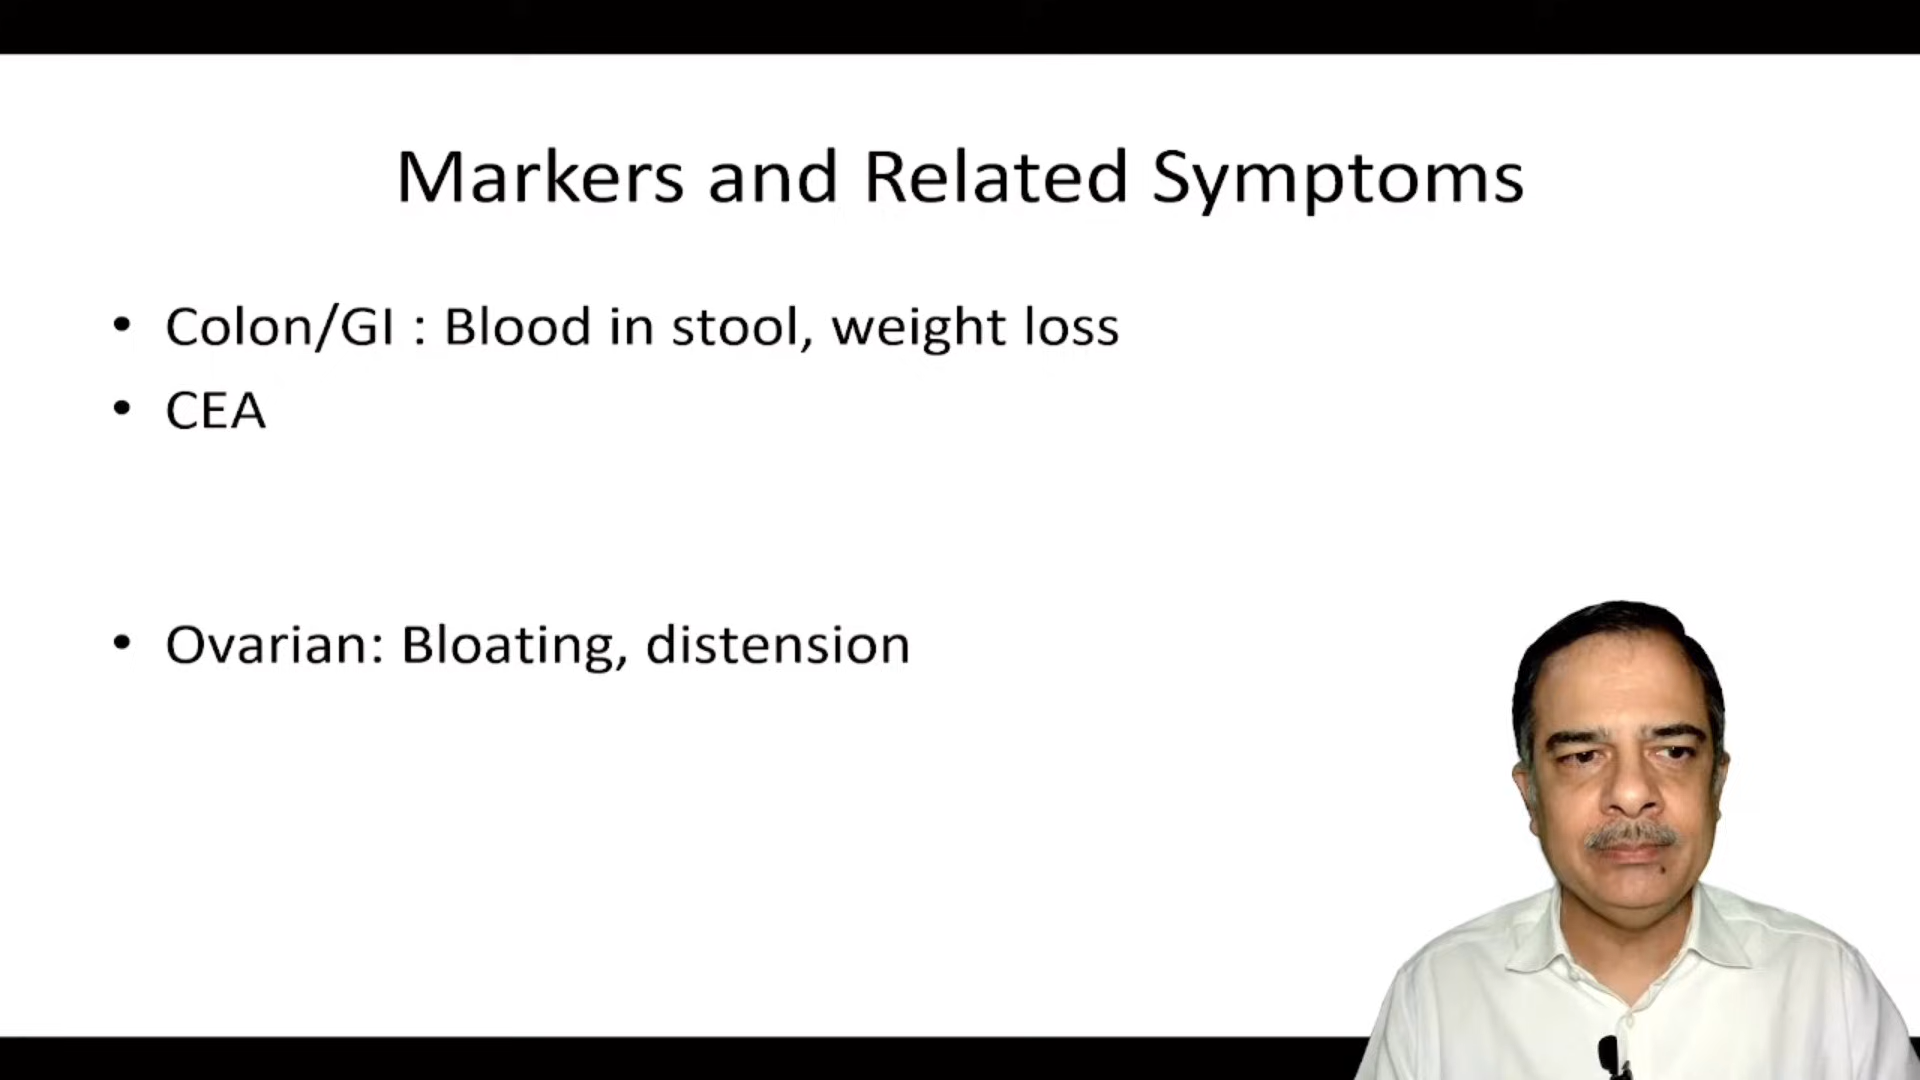 Markers and Related Symptoms
• Colon/GI : Blood in stool, weight loss
• CEA
• Ovarian: Bloating, distension